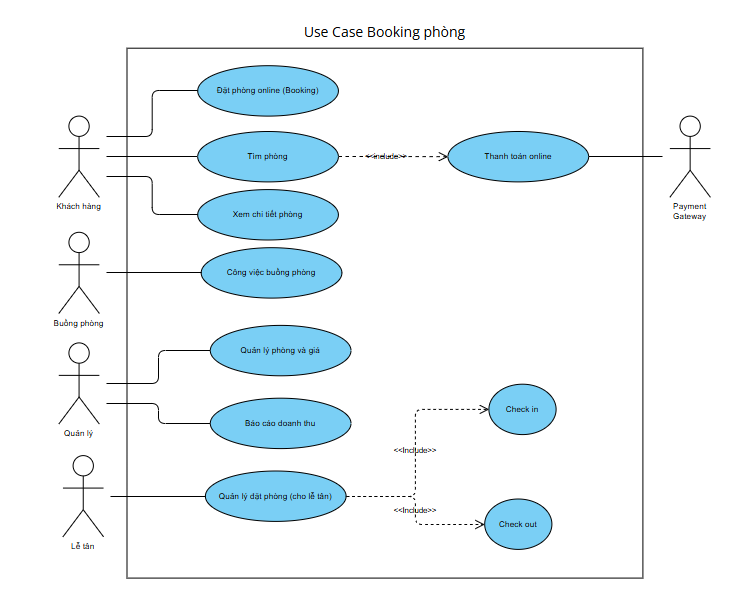 Use Case Booking phòng
Đặt phòng online (Booking)
Tìm phòng
<<Include>>
Thanh toán online
Khách hàng
Xem chi tiết phòng
Payment
Gateway
Công việc buồng phòng
Buồng phòng
Quản lý phòng và giá
Quản lý
Báo cáo doanh thu
Check in
<<Include>>
Quản lý đặt phòng (cho lễ tân)
<<Include>>
Check out
Lễ tân